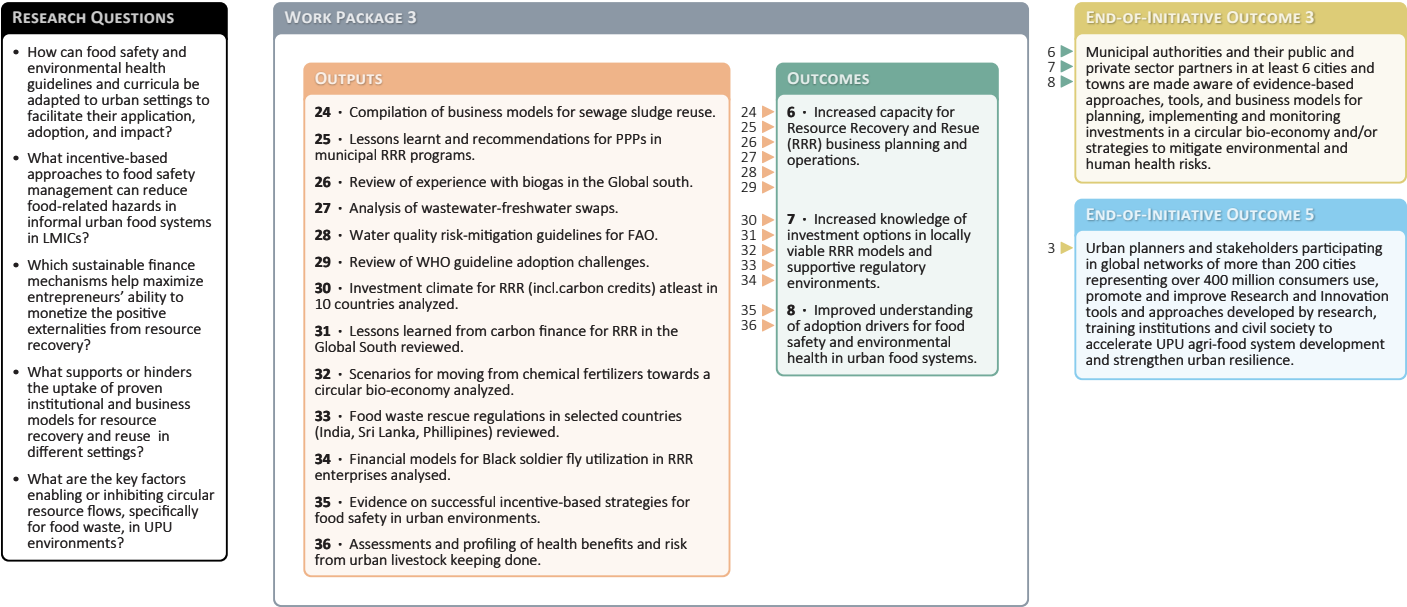 RESEARCH QUESTIONS
• How can food safety and
environmental health
guidelines and curricula be
adapted to urban settings to
facilitate their application,
adoption, and impact?
• What incentive-based
approaches to food safety
management can reduce
food-related hazards in
informal urban food systems
in LMICs?
• Which sustainable finance
mechanisms help maximize
entrepreneurs' ability to
monetize the positive
externalities from resource
recovery?
• What supports or hinders
the uptake of proven
institutional and business
models for resource
recovery and reuse in
different settings?
• What are the key factors
enabling or inhibiting circular
resource flows, specifically
for food waste, in UPU
environments?
WORK PACKAGE 3
OUTPUTS
24 · Compilation of business models for sewage sludge reuse.
25 · Lessons learnt and recommendations for PPPs in
municipal RRR programs.
26 · Review of experience with biogas in the Global south.
27 · Analysis of wastewater-freshwater swaps.
28 · Water quality risk-mitigation guidelines for FAO.
29 · Review of WHO guideline adoption challenges.
30 · Investment climate for RRR (incl.carbon credits) atleast in
10 countries analyzed.
31 · Lessons learned from carbon finance for RRR in the
Global South reviewed.
32 · Scenarios for moving from chemical fertilizers towards a
circular bio-economy analyzed.
33 · Food waste rescue regulations in selected countries
(India, Sri Lanka, Phillipines) reviewed.
34 · Financial models for Black soldier fly utilization in RRR
enterprises analysed.
35 · Evidence on successful incentive-based strategies for
food safety in urban environments.
36 · Assessments and profiling of health benefits and risk
from urban livestock keeping done.
OUTCOMES
24
25
26
27
28
29
6 · Increased capacity for
Resource Recovery and Resue
(RRR) business planning and
operations.
30
31
32
33
34
7 · Increased knowledge of
investment options in locally
viable RRR models and
supportive regulatory
environments.
35
36
8 · Improved understanding
of adoption drivers for food
safety and environmental
health in urban food systems.
END-OF-INITIATIVE OUTCOME 3
6
7
8
Municipal authorities and their public and
private sector partners in at least 6 cities and
towns are made aware of evidence-based
approaches, tools, and business models for
planning, implementing and monitoring
investments in a circular bio-economy and/or
strategies to mitigate environmental and
human health risks.
END-OF-INITIATIVE OUTCOME 5
3
Urban planners and stakeholders participating
in global networks of more than 200 cities
representing over 400 million consumers use,
promote and improve Research and Innovation
tools and approaches developed by research,
training institutions and civil society to
accelerate UPU agri-food system development
and strengthen urban resilience.